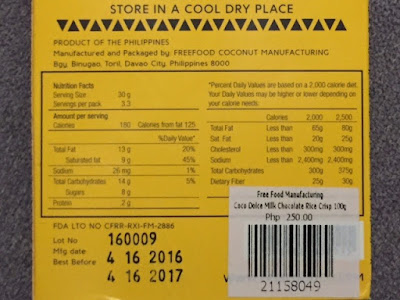 STORE IN A COOL DRY PLACE
PRODUCT OF THE PHILIPPINES
Manufactured and Packaged by: FREEFOOD COCONUT MANUFACTURING
Bgy. Binugao, Toril, Davao City, Philippines 8000
Nutrition Facts
Serving Size 30 g
Servings per pack 3.3
Amount per serving
Calories 180 Calories from fat 125
%Daily Value*
Total Fat 13 g 20%
Saturated fat 9 g 45%
Sodium 26 mg 1%
Total Carbohydrates 14 g 5%
Sugars 8 g
Protein 2 g
*Percent Daily Values are based on a 2,000 calorie diet.
Your Daily Values may be higher or lower depending on
your calorie needs:
Calories 2,000 2,500
Total Fat Less than 65g 80g
Sat Fat Less than 20g 25g
Cholesterol Less than 300mg 300mg
Sodium Less than 2,400mg 2,400mg
Total Carbohydrates 300g 375g
Dietary Fiber 25g 30g
FDA LTO NO CFRR-RXI-FM-2886
Lot No 160009
Mfg date 4 16 2016
Best Before 4 16 2017
Free Food Manufacturing
Coco Dolce Milk Chocolate Rice Crisp 100g
Php 250.00
21158049